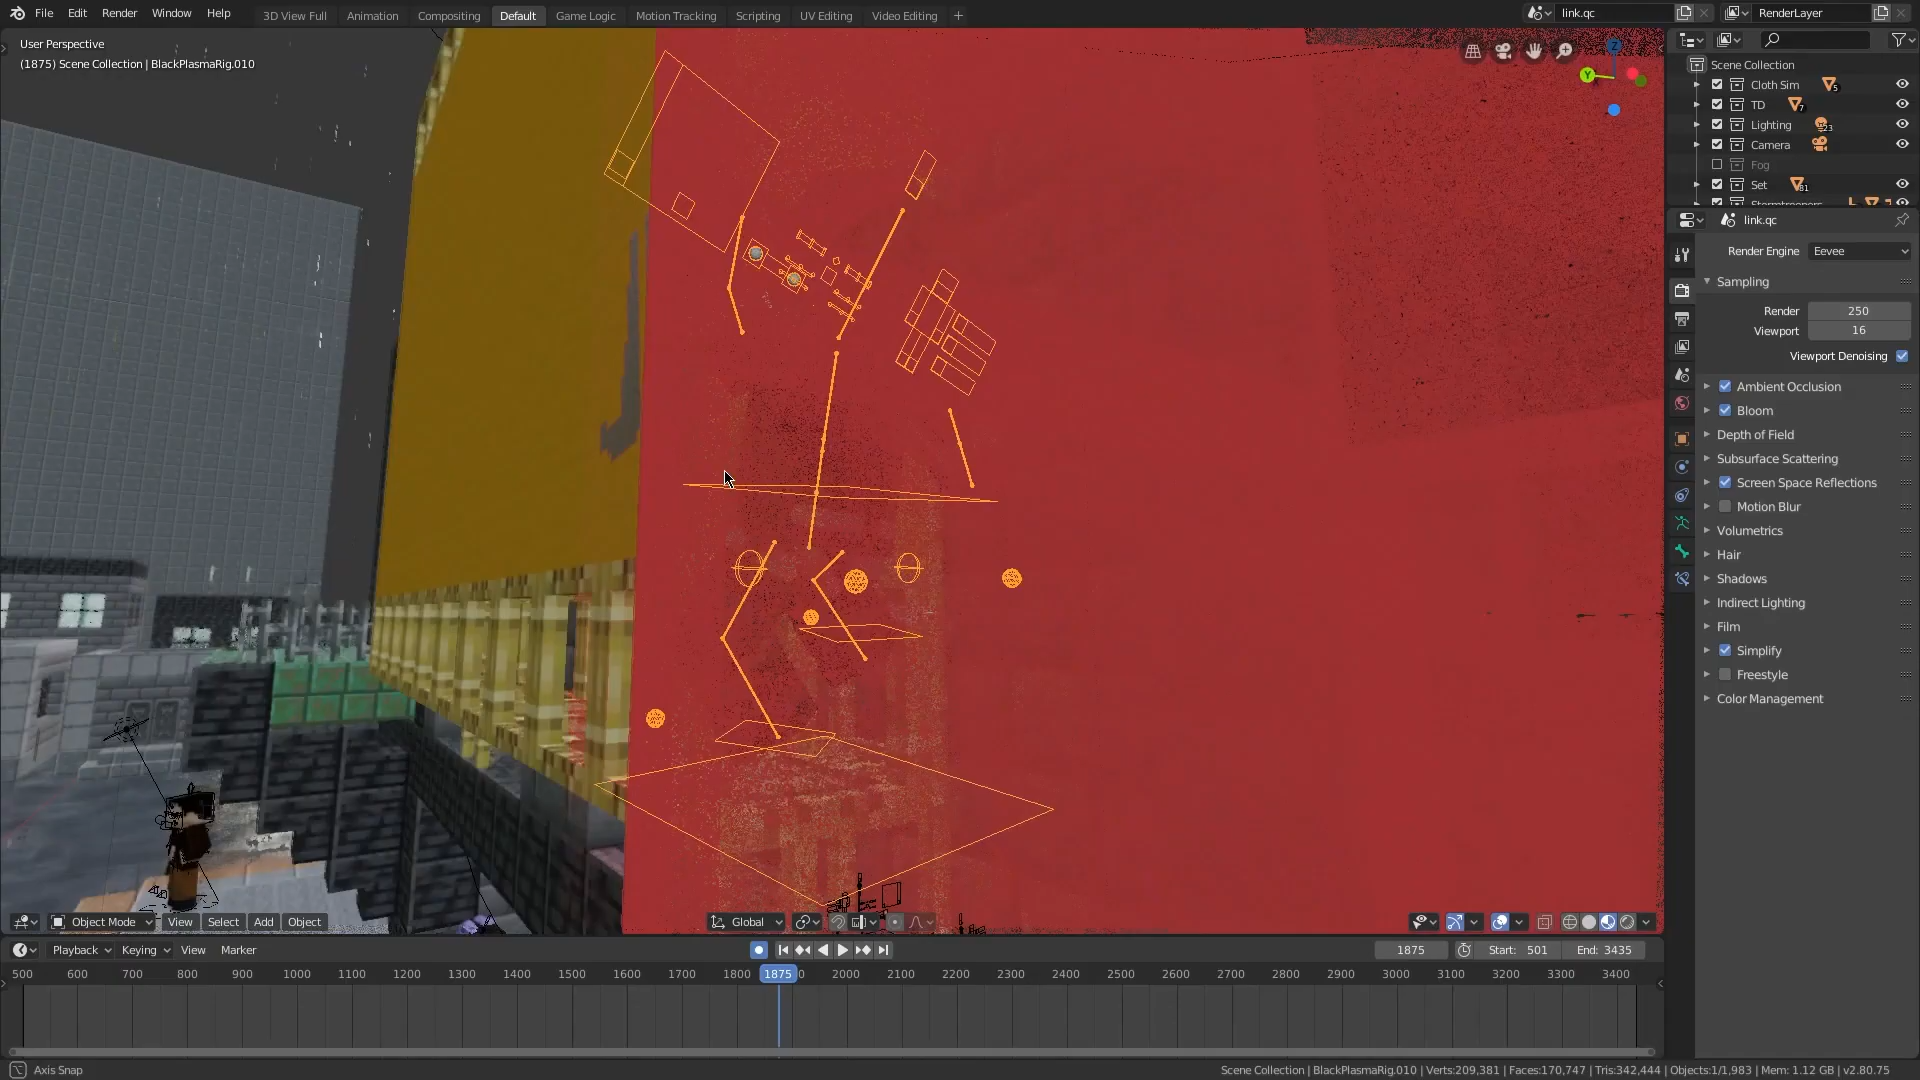 File Edit Render Window Help
3D View Full Animation Compositing Default Game Logic Motion Tracking Scripting UV Editing Video Editing
link.qc
RenderLayer
User Perspective
(1875) Scene Collection | BlackPlasmaRig.010
Z
Y
Scene Collection
Cloth Sim 5
TD 7
Lighting 23
Camera
Fog
Set 81
Stormtroopers
link.qc
Render Engine Eevee
Sampling
Render 250
Viewport 16
Viewport Denoising
Ambient Occlusion
Bloom
Depth of Field
Subsurface Scattering
Screen Space Reflections
Motion Blur
Volumetrics
Hair
Shadows
Indirect Lighting
Film
Simplify
Freestyle
Color Management
Object Mode View Select Add Object
Global
Playback Keying View Marker
1875 Start: 501 End: 3435
500 600 700 800 900 1000 1100 1200 1300 1400 1500 1600 1700 1800 1875 2000 2100 2200 2300 2400 2500 2600 2700 2800 2900 3000 3100 3200 3300 3400
Axis Snap
Scene Collection | BlackPlasmaRig.010 | Verts:209,381 | Faces:170,747 | Tris:342,444 | Objects:1/1,983 | Mem: 1.12 GB | v2.80.75